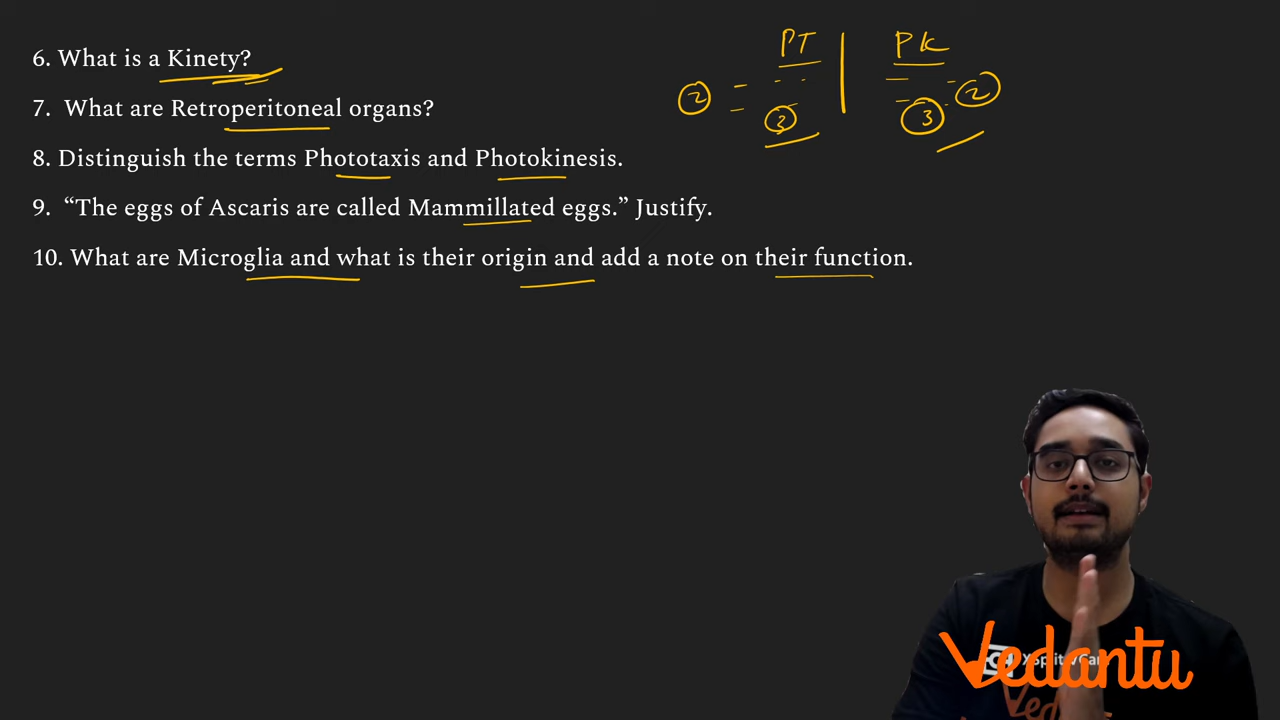 6. What is a Kinety?
7. What are Retroperitoneal organs?
8. Distinguish the terms Phototaxis and Photokinesis.
9. “The eggs of Ascaris are called Mammillated eggs.” Justify.
10. What are Microglia and what is their origin and add a note on their function.
PT PK
2 2
3 3
Vedantu